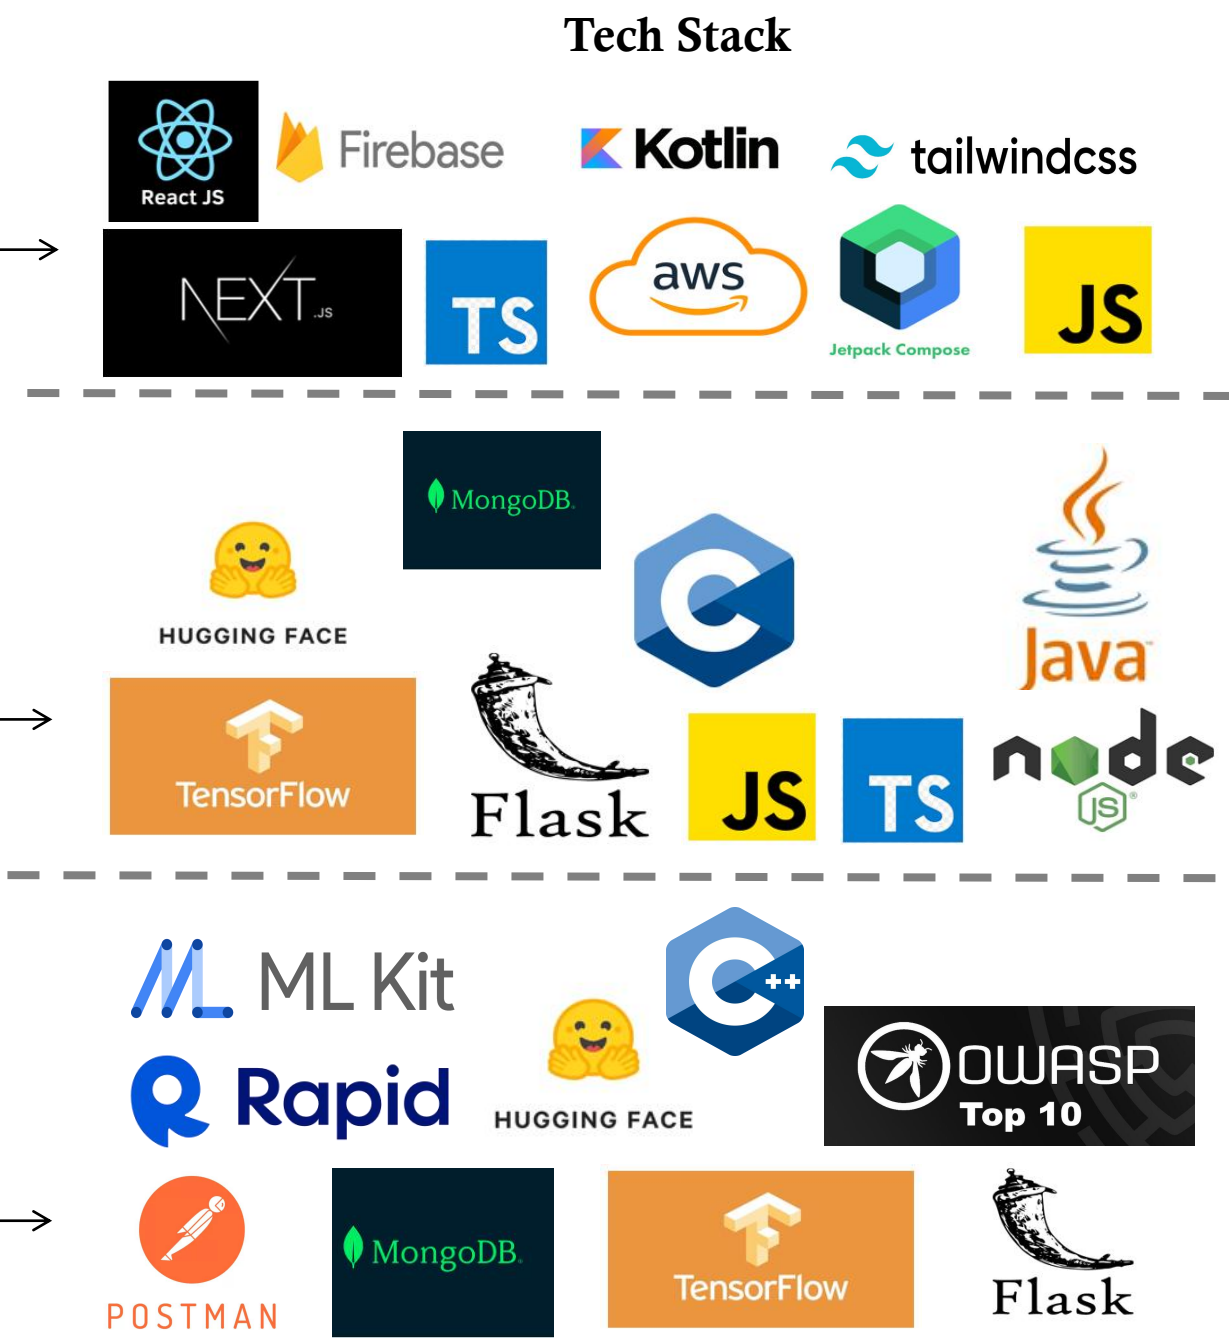 Tech Stack
React JS
Firebase
Kotlin
tailwindcss
NEXT.JS
TS
aws
Jetpack Compose
JS
MongoDB.
HUGGING FACE
C
Java™
TensorFlow
Flask
JS
TS
node
JS®
ML Kit
C++
Rapid
HUGGING FACE
OWASP
Top 10
POSTMAN
MongoDB.
TensorFlow
Flask